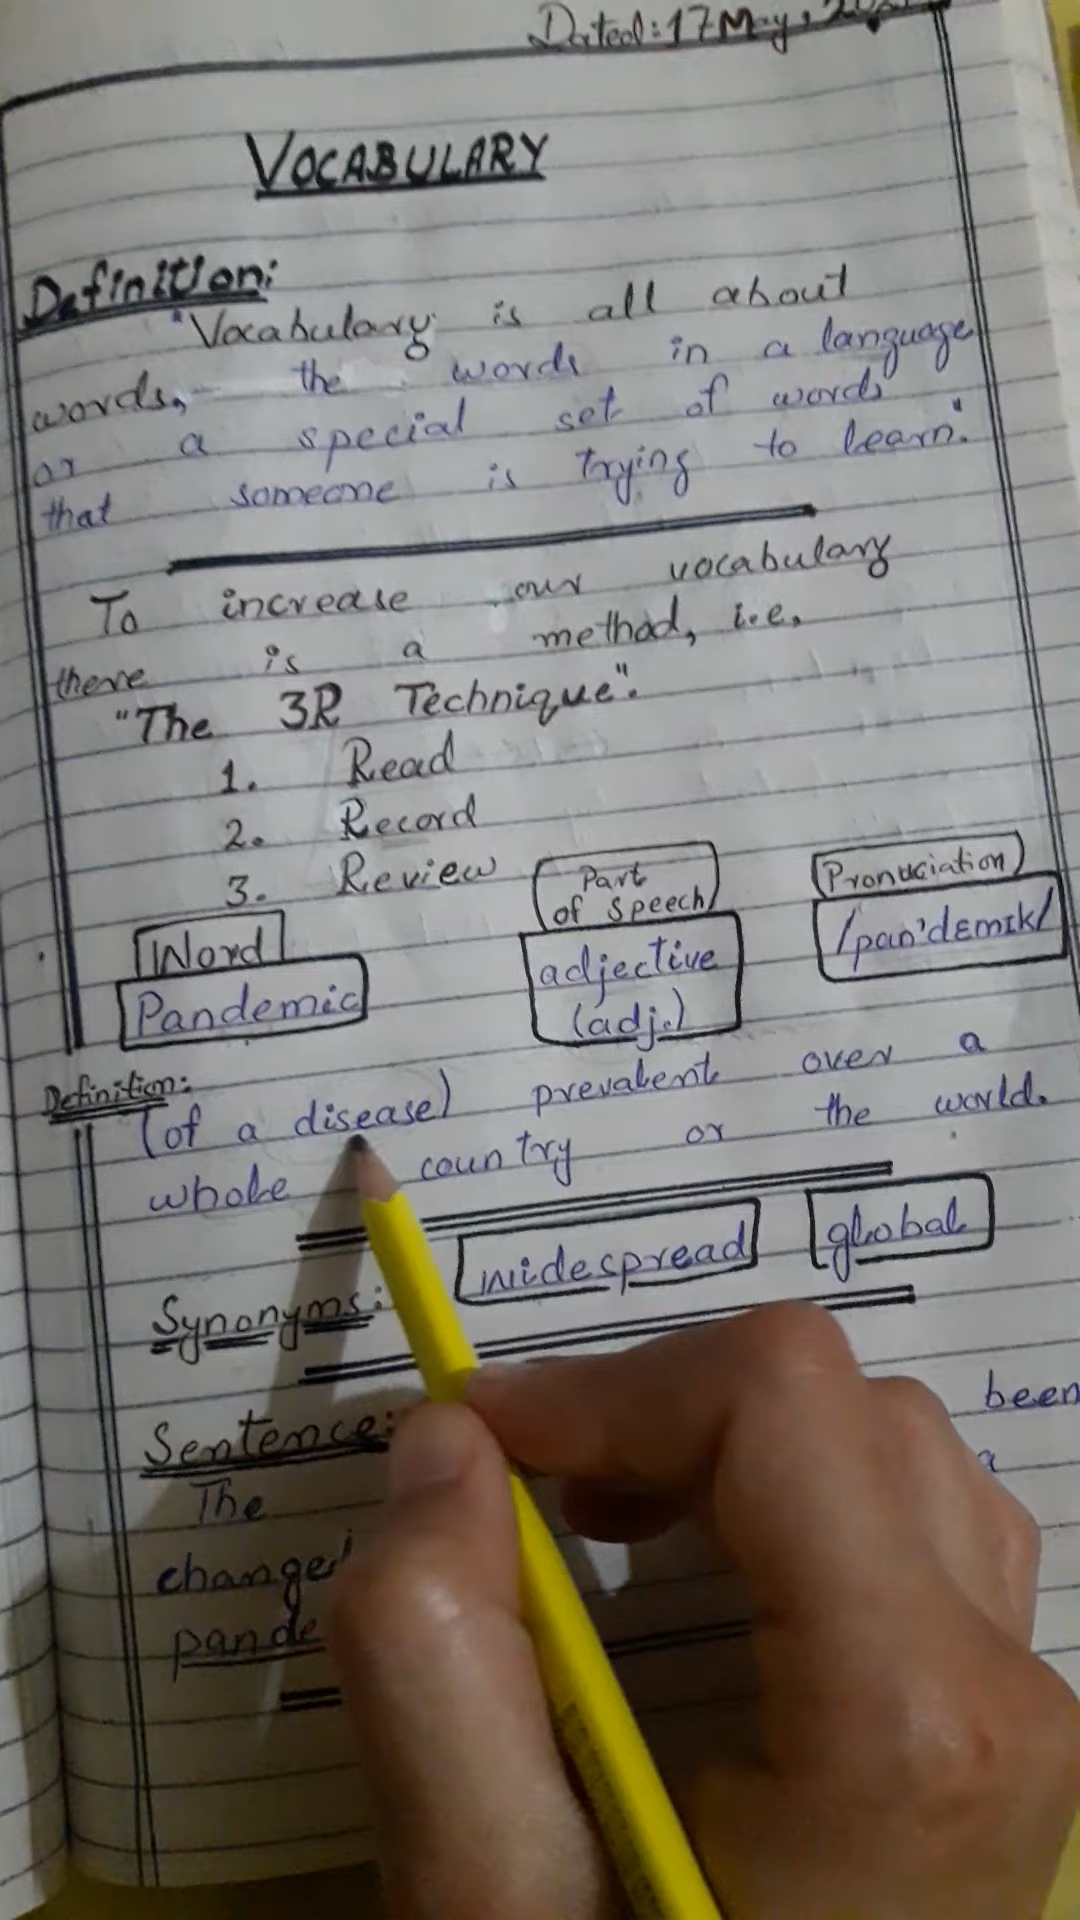 Dated: 17 May,
VOCABULARY
Definition:
"Vocabulary is all about
words, the words in a language
or a special set of words
that someone is trying to learn."
To increase our vocabulary
there is a method, i.e.,
"The 3R Technique".
1. Read
2. Record
3. Review
Word
Part of speech
Pronuciation
Pandemic
adjective (adj.)
/pan'dɛmɪk/
Definition:
(of a disease) prevalent over a
whole country or the world.
Synonyms: widespread global
Sentence:
The been
changed a
pande